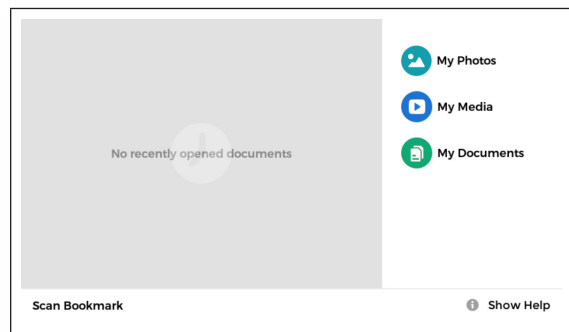 No recently opened documents
My Photos
My Media
My Documents
Scan Bookmark
Show Help